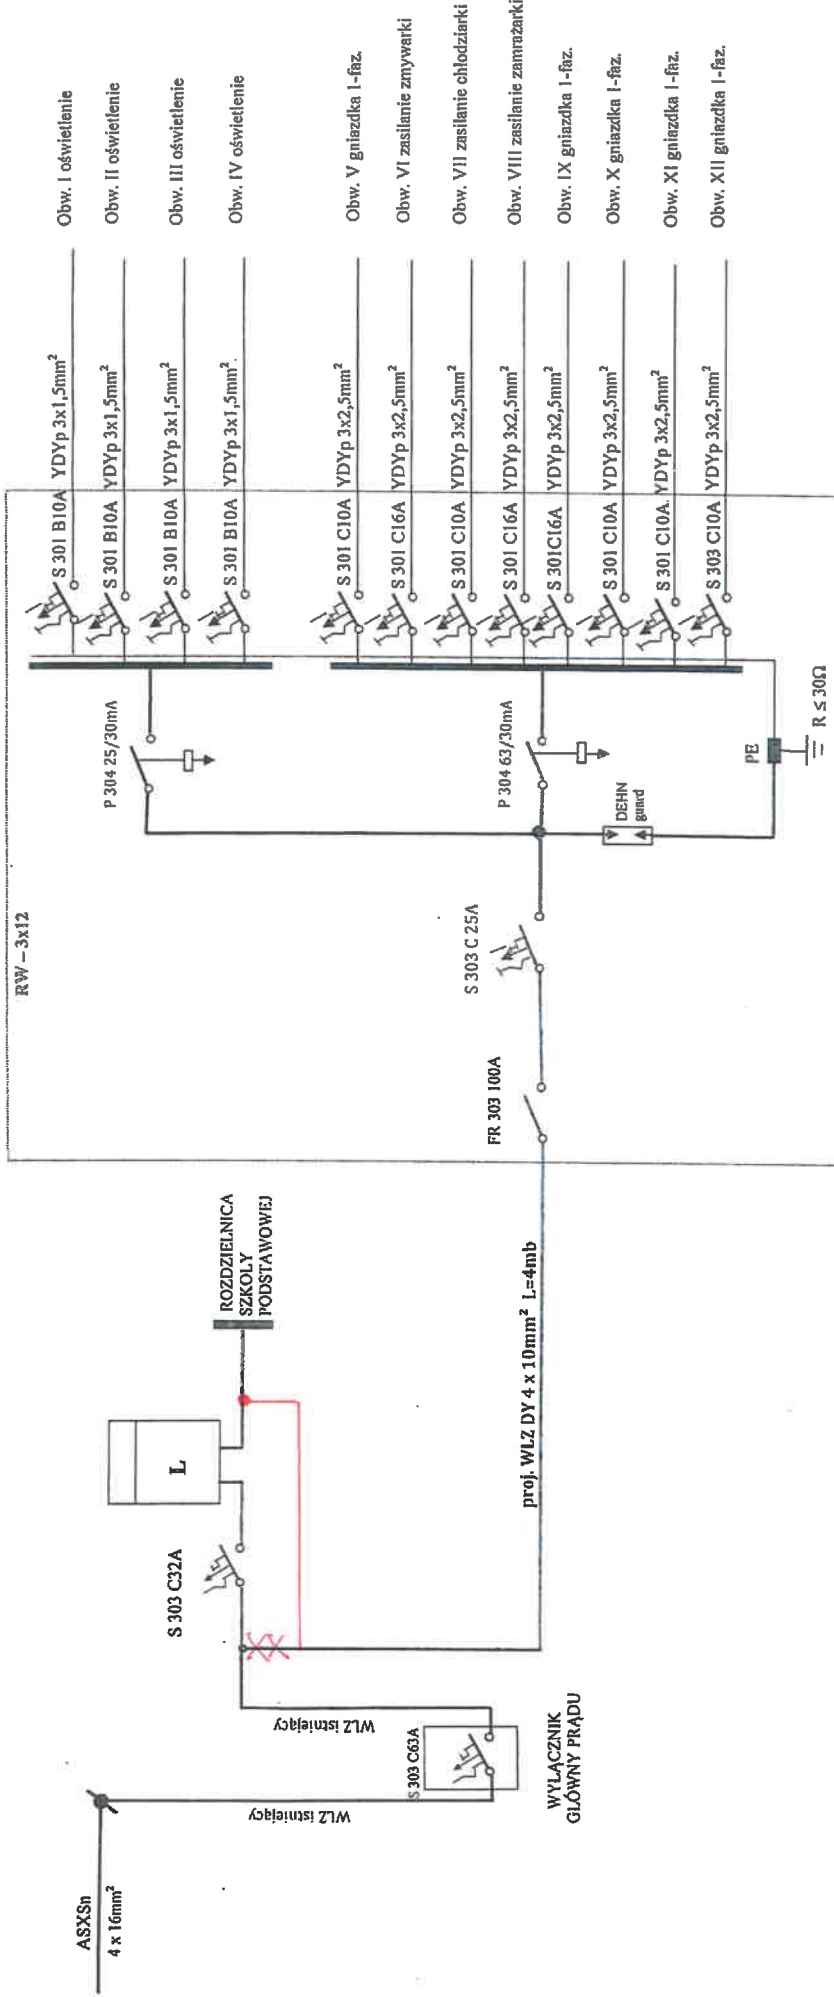 ASXSn
4 x 16mm²
WLZ istniejący
S 303 C63A
WYŁĄCZNIK
GŁÓWNY PRĄDU
WLZ istniejący
S 303 C32A
L
ROZDZIELNICA
SZKOŁY
PODSTAWOWEJ
proj. WLZ DY 4 x 10mm² L=4mb
RW – 3x12
FR 303 100A
S 303 C 25A
P 304 25/30mA
P 304 63/30mA
DEHN
guard
PE
R ≤ 30Ω
S 301 B10A YDYp 3x1,5mm² Obw. I oświetlenie
S 301 B10A YDYp 3x1,5mm² Obw. II oświetlenie
S 301 B10A YDYp 3x1,5mm² Obw. III oświetlenie
S 301 B10A YDYp 3x1,5mm² Obw. IV oświetlenie
S 301 C10A YDYp 3x2,5mm² Obw. V gniazdka 1-faz.
S 301 C16A YDYp 3x2,5mm² Obw. VI zasilanie zmywarki
S 301 C10A YDYp 3x2,5mm² Obw. VII zasilanie chłodziarki
S 301 C16A YDYp 3x2,5mm² Obw. VIII zasilanie zamrażarki
S 301C16A YDYp 3x2,5mm² Obw. IX gniazdka 1-faz.
S 301 C10A YDYp 3x2,5mm² Obw. X gniazdka 1-faz.
S 301 C10A YDYp 3x2,5mm² Obw. XI gniazdka 1-faz.
S 303 C10A YDYp 3x2,5mm² Obw. XII gniazdka 1-faz.